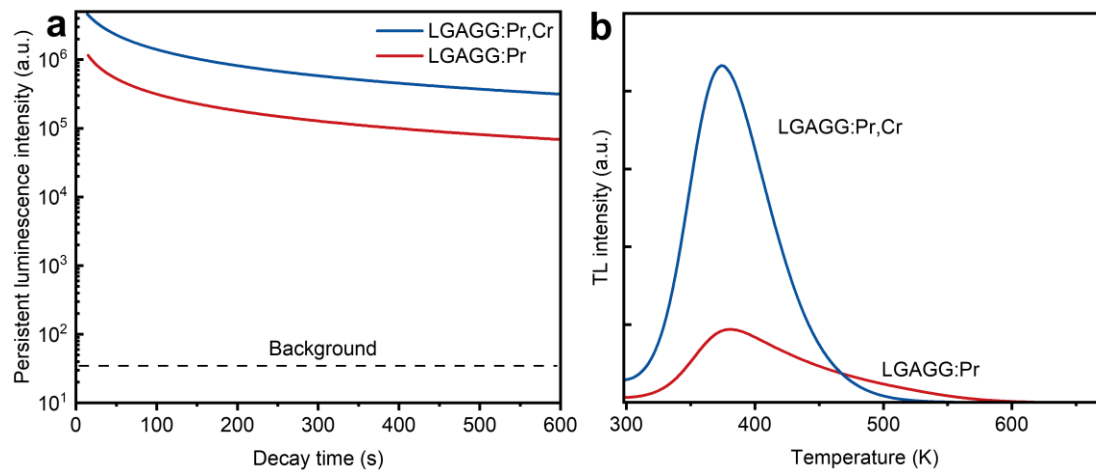 a
LGAGG:Pr,Cr
LGAGG:Pr
Persistent luminescence intensity (a.u.)
10^6
10^5
10^4
10^3
10^2
10^1
Background
0 100 200 300 400 500 600
Decay time (s)
b
LGAGG:Pr,Cr
LGAGG:Pr
TL intensity (a.u.)
300 400 500 600
Temperature (K)